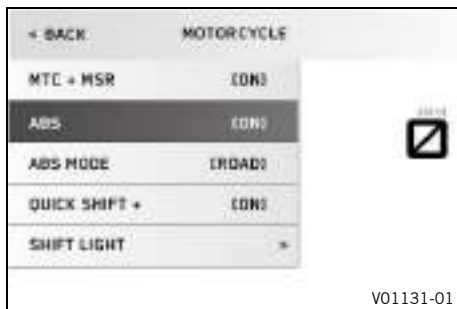 < BACK MOTORCYCLE
MTC + MSR [ON]
ABS [ON]
ABS MODE [ROAD]
QUICK SHIFT + [ON]
SHIFT LIGHT »
V01131-01